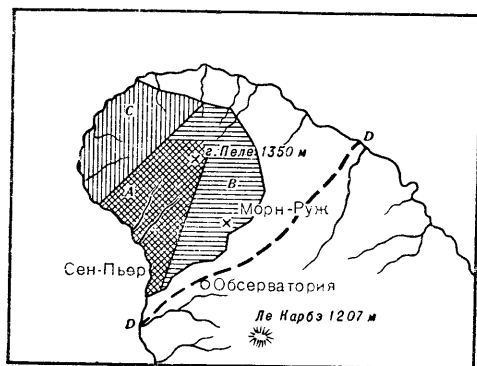 C
D
г. Пеле 1350 м
A
B
Морн-Руж
Сен-Пьер
Обсерватория
D
Ле Карбэ 1207 м